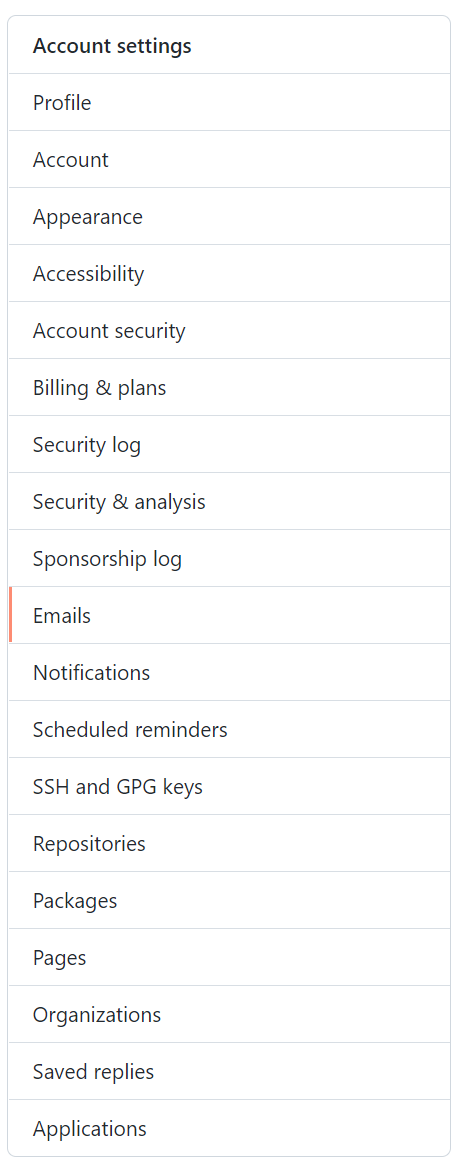 Account settings
Profile
Account
Appearance
Accessibility
Account security
Billing & plans
Security log
Security & analysis
Sponsorship log
Emails
Notifications
Scheduled reminders
SSH and GPG keys
Repositories
Packages
Pages
Organizations
Saved replies
Applications